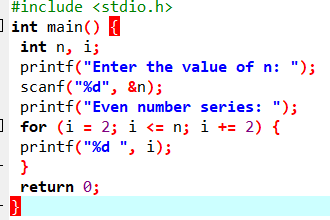 #include <stdio.h>
int main() {
int n, i;
printf("Enter the value of n: ");
scanf("%d", &n);
printf("Even number series: ");
for (i = 2; i <= n; i += 2) {
printf("%d ", i);
}
return 0;
}